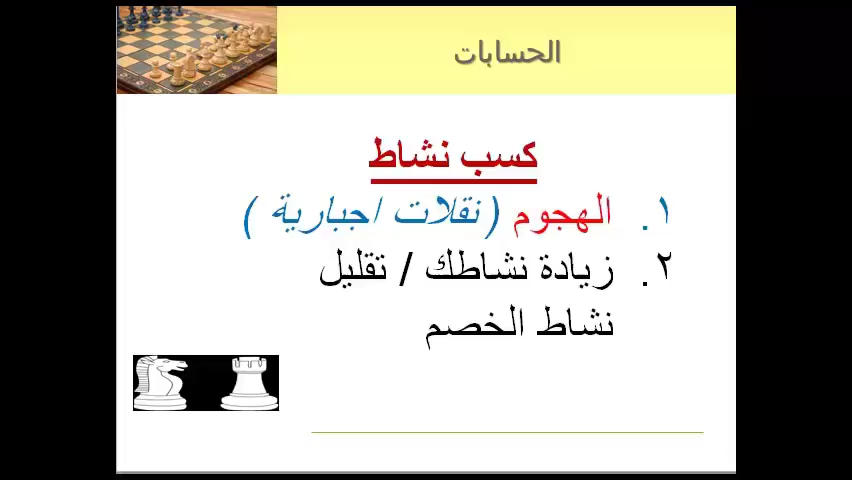 الحسابات
كسب نشاط
١. الهجوم ( نقلات اجبارية )
٢. زيادة نشاطك / تقليل
نشاط الخصم